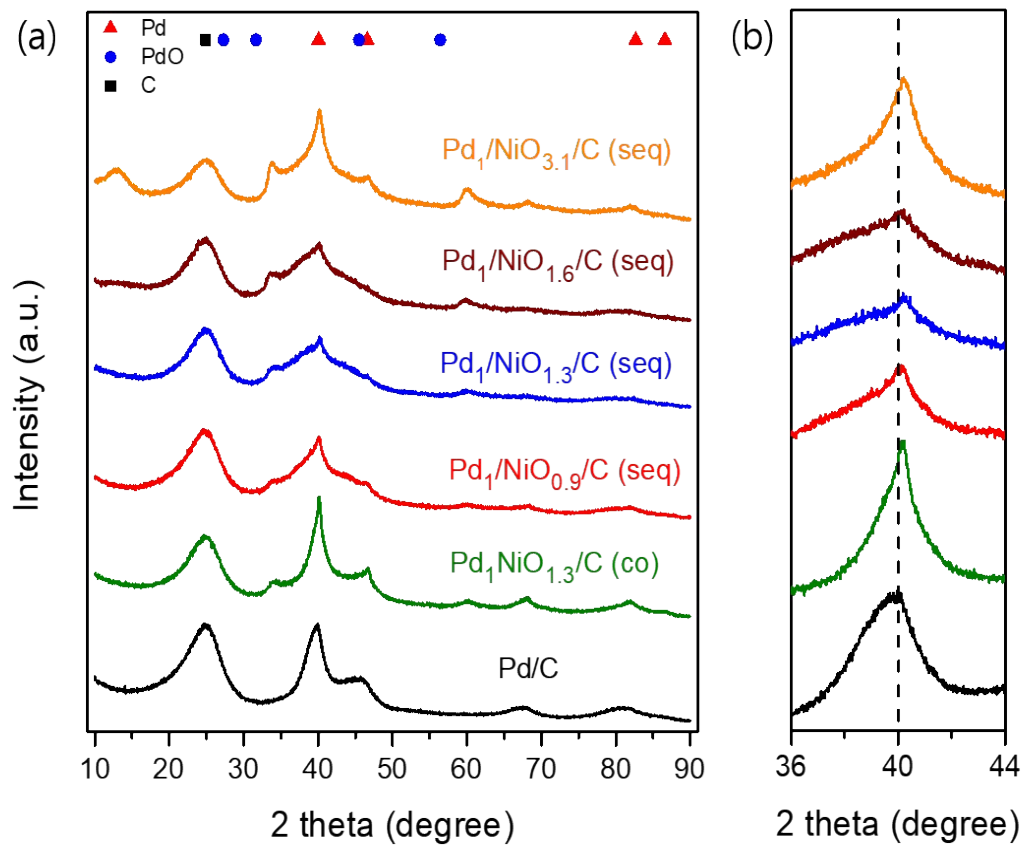 (a)
Pd
PdO
C
Pd₁/NiO₃.₁/C (seq)
Pd₁/NiO₁.₆/C (seq)
Pd₁/NiO₁.₃/C (seq)
Pd₁/NiO₀.₉/C (seq)
Pd₁NiO₁.₃/C (co)
Pd/C
Intensity (a.u.)
10 20 30 40 50 60 70 80 90
2 theta (degree)
(b)
36 40 44
2 theta (degree)